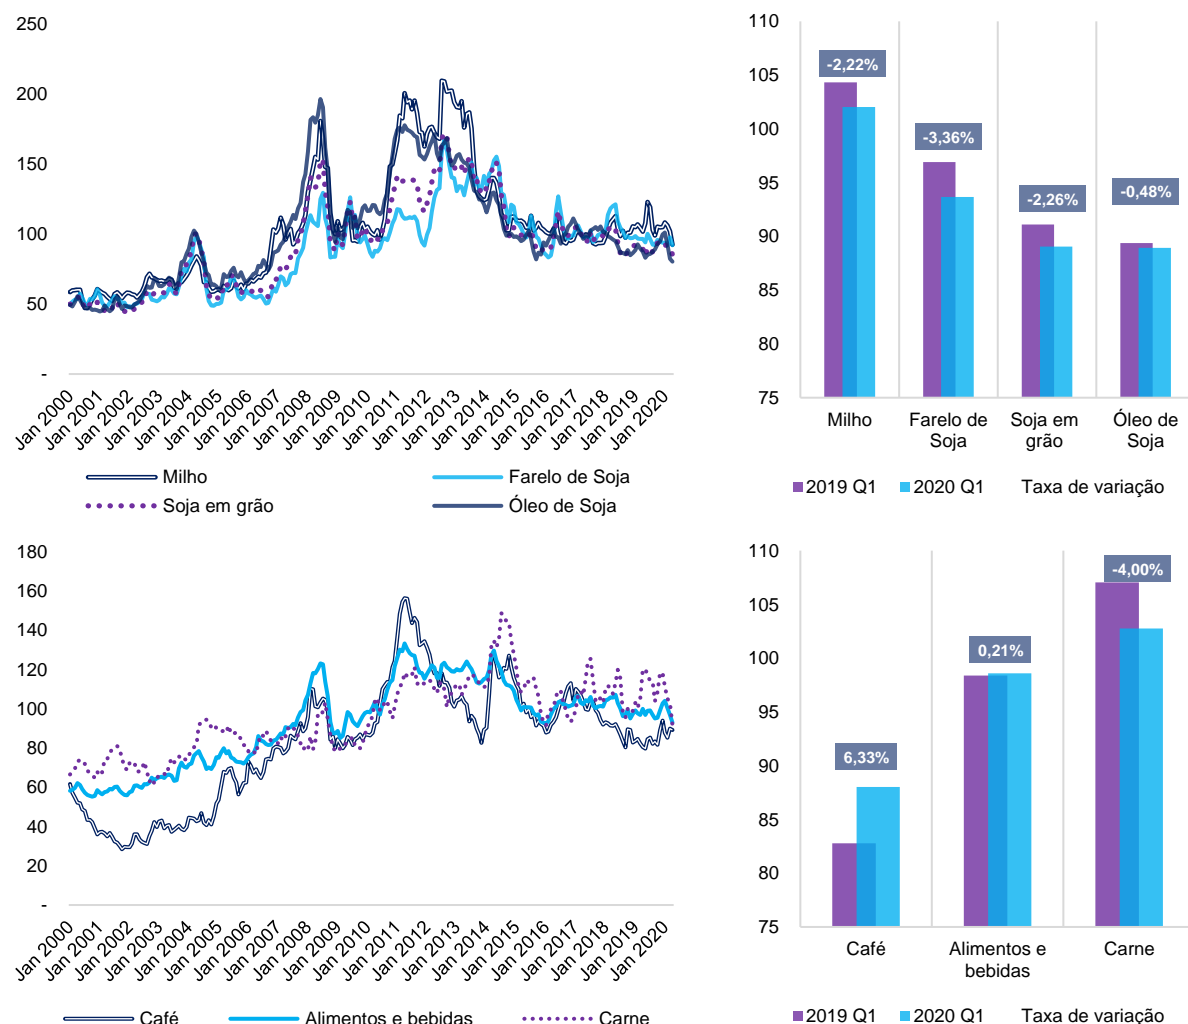 250
200
150
100
50
-
Jan 2000
Jan 2001
Jan 2002
Jan 2003
Jan 2004
Jan 2005
Jan 2006
Jan 2007
Jan 2008
Jan 2009
Jan 2010
Jan 2011
Jan 2012
Jan 2013
Jan 2014
Jan 2015
Jan 2016
Jan 2017
Jan 2018
Jan 2019
Jan 2020
Milho
Farelo de Soja
Soja em grão
Óleo de Soja
110
105
100
95
90
85
80
75
-2,22%
-3,36%
-2,26%
-0,48%
Milho
Farelo de
Soja
Soja em
grão
Óleo de
Soja
2019 Q1
2020 Q1
Taxa de variação
180
160
140
120
100
80
60
40
20
-
Jan 2000
Jan 2001
Jan 2002
Jan 2003
Jan 2004
Jan 2005
Jan 2006
Jan 2007
Jan 2008
Jan 2009
Jan 2010
Jan 2011
Jan 2012
Jan 2013
Jan 2014
Jan 2015
Jan 2016
Jan 2017
Jan 2018
Jan 2019
Jan 2020
Café
Alimentos e bebidas
Carne
110
105
100
95
90
85
80
75
6,33%
0,21%
-4,00%
Café
Alimentos e
bebidas
Carne
2019 Q1
2020 Q1
Taxa de variação